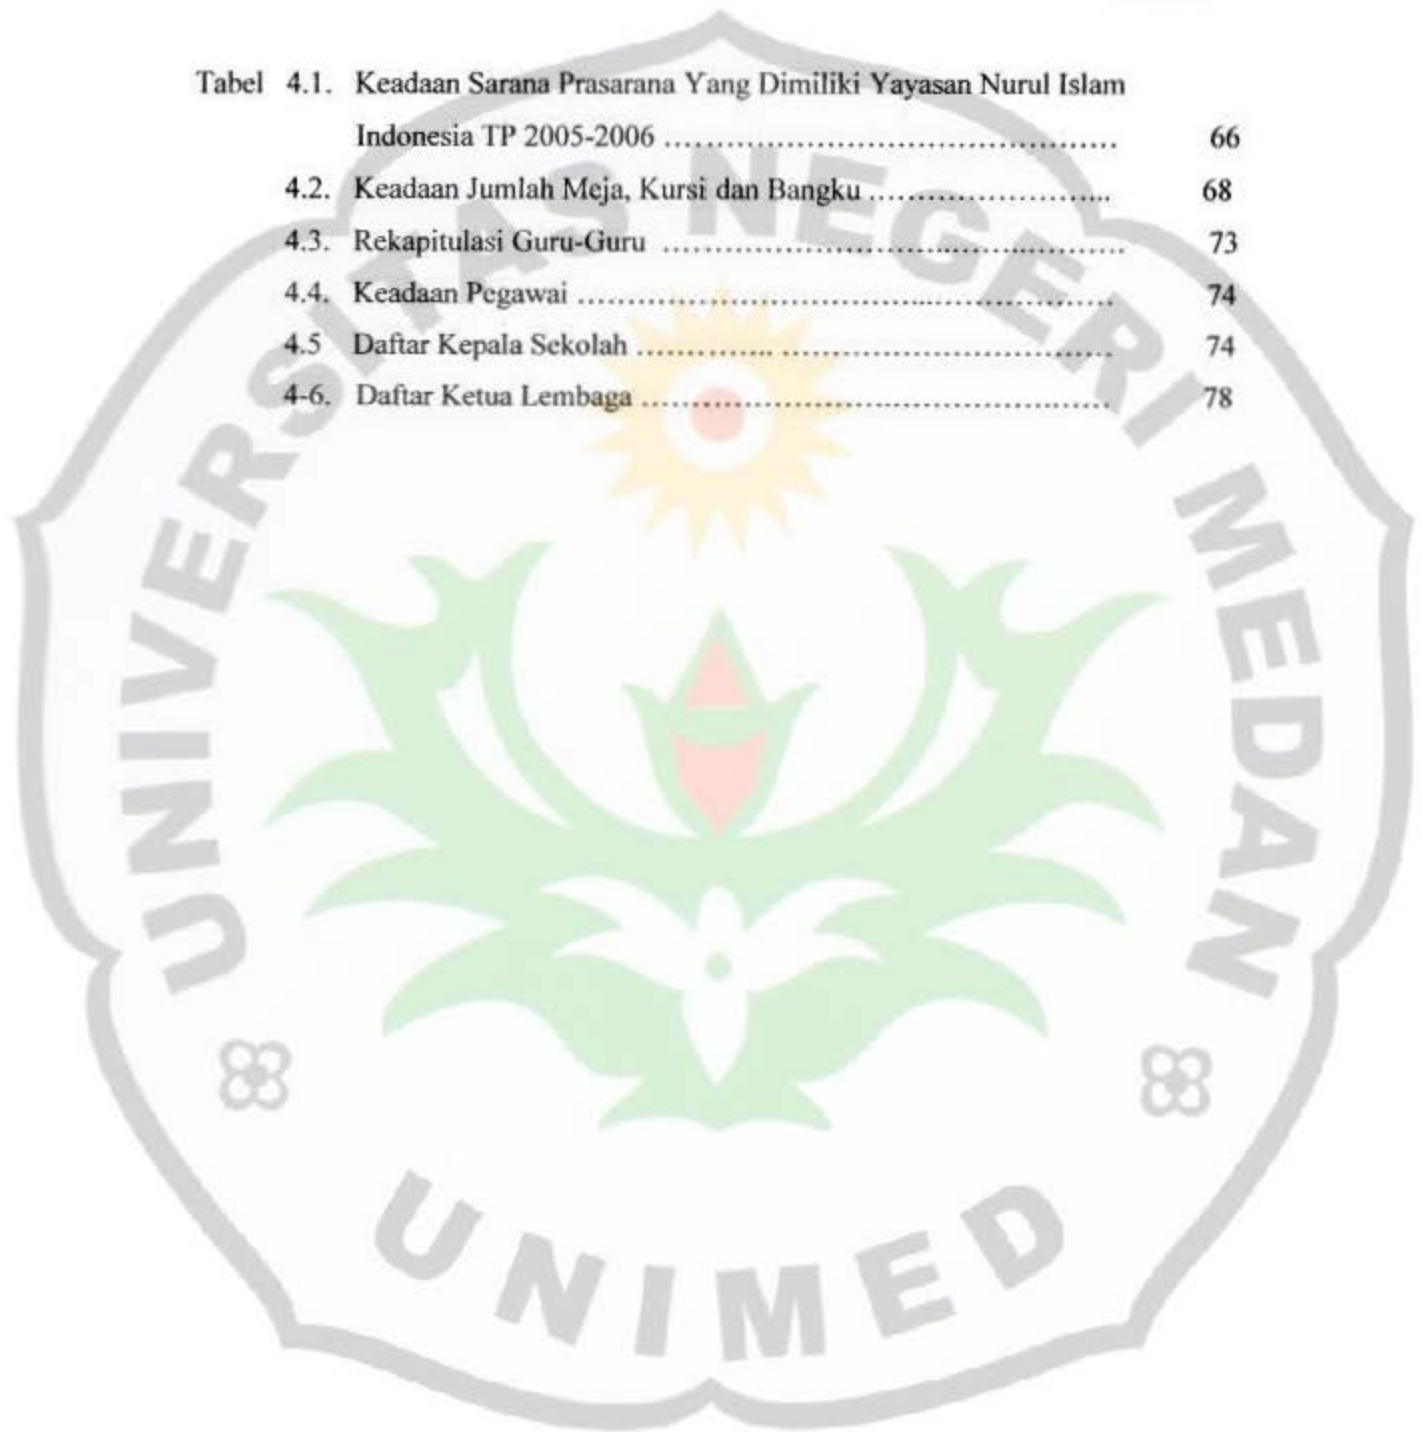 Tabel 4.1. Keadaan Sarana Prasarana Yang Dimiliki Yayasan Nurul Islam
Indonesia TP 2005-2006 ............................................. 66
4.2. Keadaan Jumlah Meja, Kursi dan Bangku ........................ 68
4.3. Rekapitulasi Guru-Guru .............................................. 73
4.4. Keadaan Pegawai ...................................................... 74
4.5 Daftar Kepala Sekolah .............. ................................. 74
4-6. Daftar Ketua Lembaga ............................................... 78
UNIVERSITAS NEGERI MEDAN
UNIMED